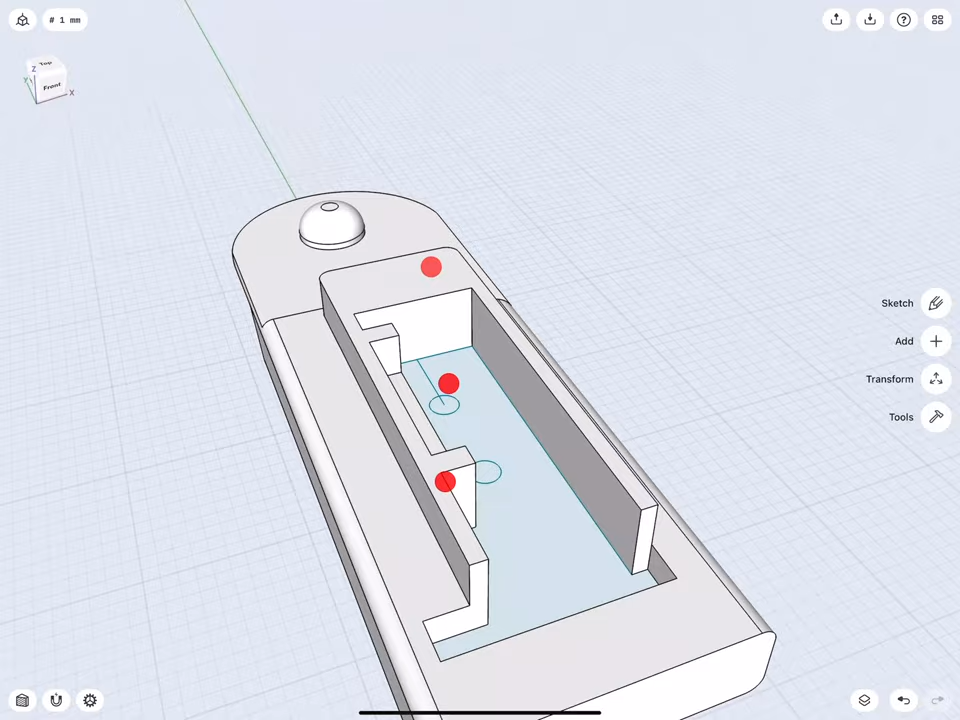 # 1 mm
Top
Z
Y
Front
X
Sketch
Add
Transform
Tools